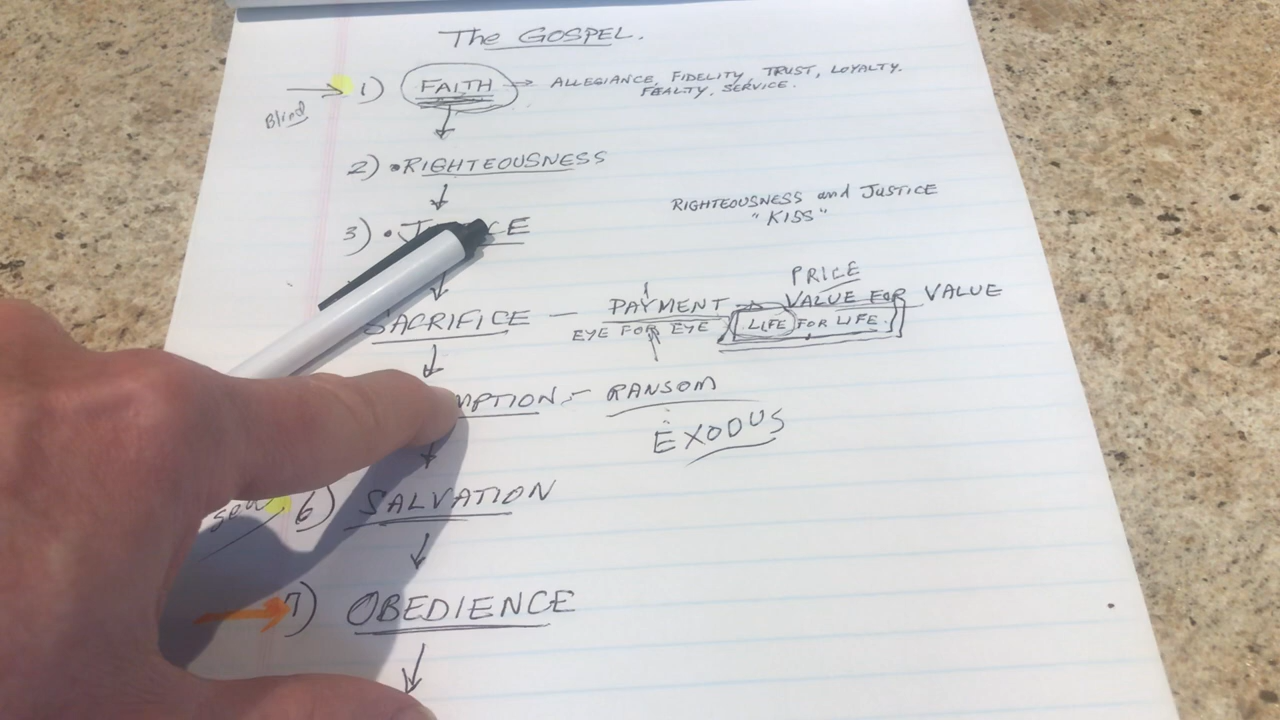 The GOSPEL.
1) FAITH → ALLEGIANCE, FIDELITY, TRUST, LOYALTY.
FEALTY, SERVICE.
Blind
2) • RIGHTEOUSNESS
RIGHTEOUSNESS and JUSTICE
"KISS"
3) •
PRICE
SACRIFICE – PAYMENT → VALUE FOR VALUE
EYE FOR EYE LIFE FOR LIFE.
MPTION – RANSOM
EXODUS
6) SALVATION
7) OBEDIENCE